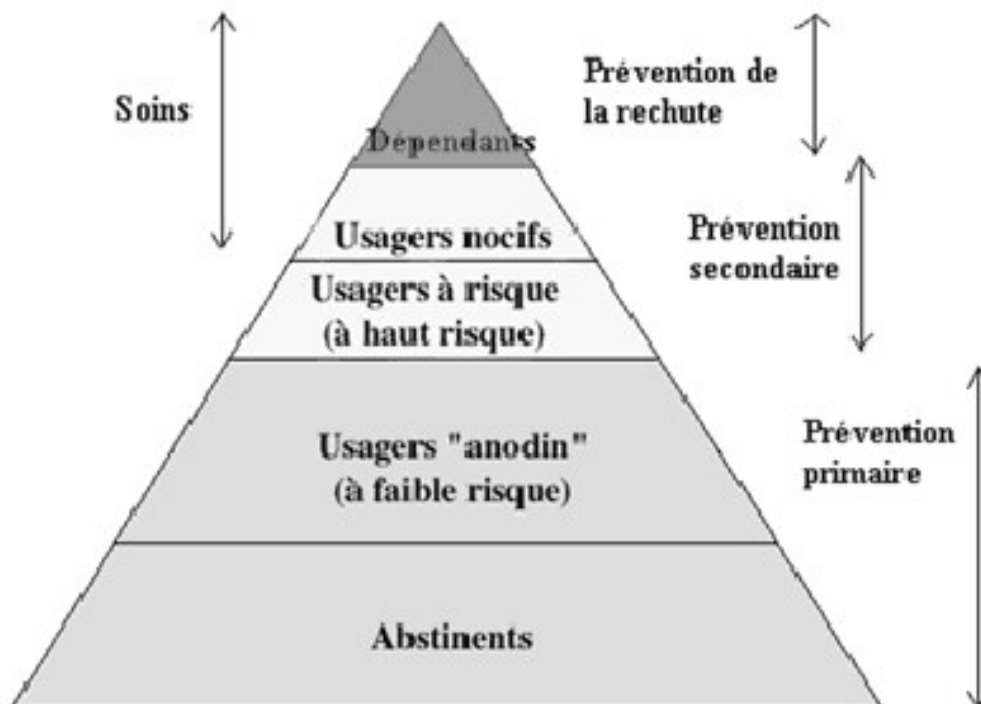 Soins
Prévention de
la rechute
Dépendants
Usagers nocifs
Prévention
secondaire
Usagers à risque
(à haut risque)
Usagers "anodin"
(à faible risque)
Prévention
primaire
Abstinents